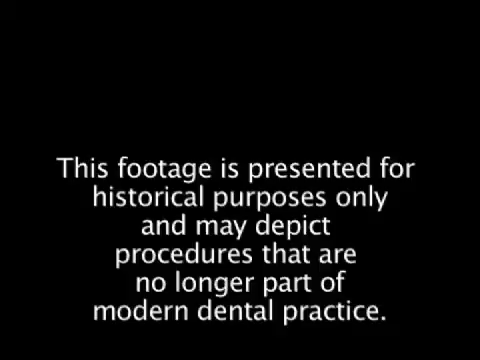 This footage is presented for
historical purposes only
and may depict
procedures that are
no longer part of
modern dental practice.